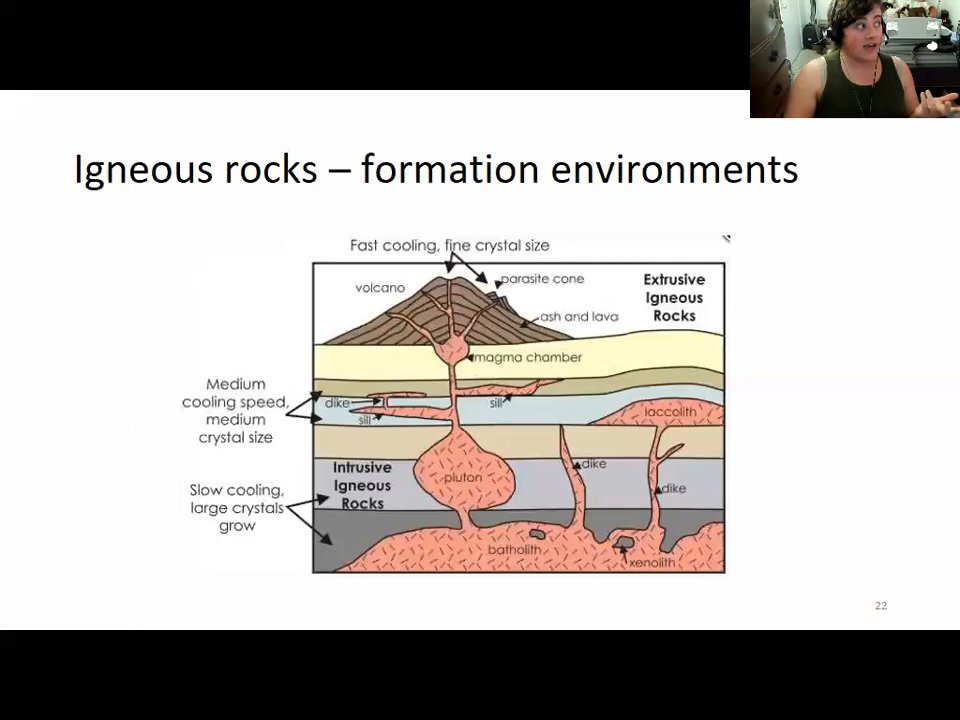 Igneous rocks – formation environments
Fast cooling, fine crystal size
volcano
parasite cone
Extrusive
Igneous
Rocks
ash and lava
magma chamber
Medium
cooling speed,
medium
crystal size
dike
sill
sill
laccolith
Intrusive
Igneous
Rocks
pluton
dike
dike
Slow cooling,
large crystals
grow
batholith
xenolith
22